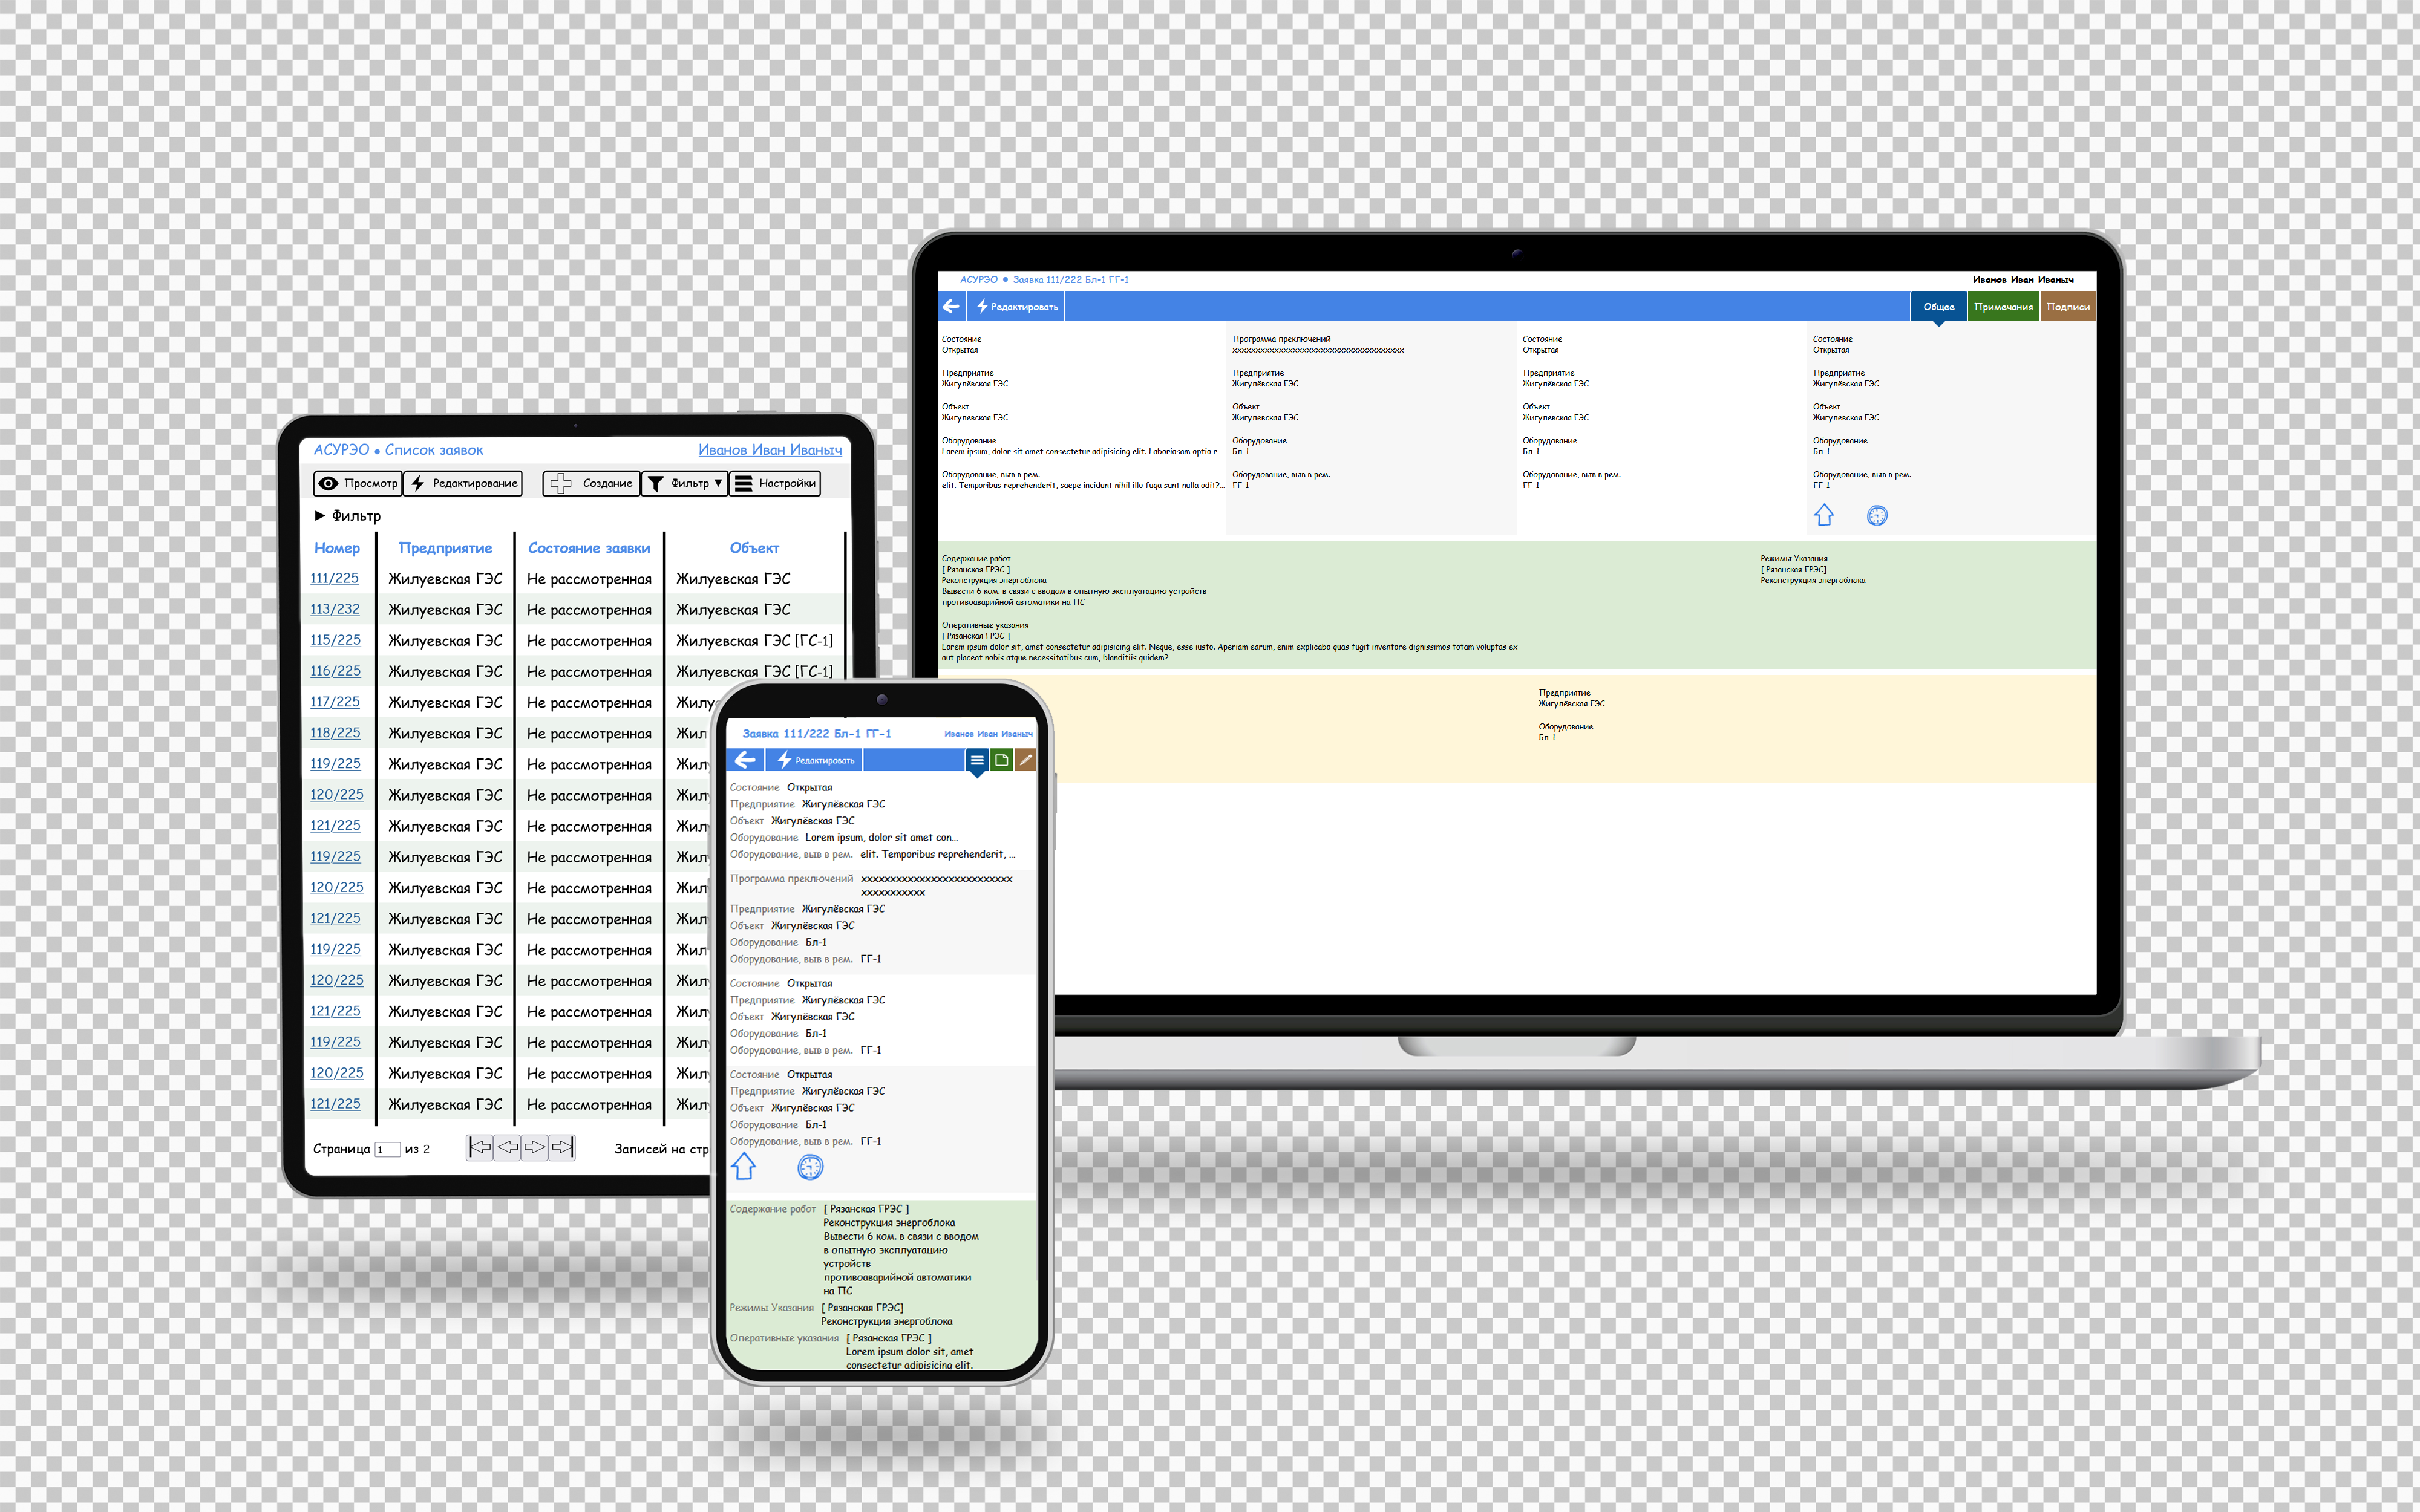 АСУРЭО ● Список заявок
Иванов Иван Иваныч
Просмотр
Редактирование
Создание
Фильтр ▼
Настройки
► Фильтр
Номер Предприятие Состояние заявки Объект
111/225 Жилуевская ГЭС Не рассмотренная Жилуевская ГЭС
113/232 Жилуевская ГЭС Не рассмотренная Жилуевская ГЭС
115/225 Жилуевская ГЭС Не рассмотренная Жилуевская ГЭС [ГС-1]
116/225 Жилуевская ГЭС Не рассмотренная Жилуевская ГЭС [ГС-1]
117/225 Жилуевская ГЭС Не рассмотренная
118/225 Жилуевская ГЭС Не рассмотренная
119/225 Жилуевская ГЭС Не рассмотренная
120/225 Жилуевская ГЭС Не рассмотренная
121/225 Жилуевская ГЭС Не рассмотренная
119/225 Жилуевская ГЭС Не рассмотренная
120/225 Жилуевская ГЭС Не рассмотренная
121/225 Жилуевская ГЭС Не рассмотренная
119/225 Жилуевская ГЭС Не рассмотренная
120/225 Жилуевская ГЭС Не рассмотренная
121/225 Жилуевская ГЭС Не рассмотренная
119/225 Жилуевская ГЭС Не рассмотренная
120/225 Жилуевская ГЭС Не рассмотренная
121/225 Жилуевская ГЭС Не рассмотренная
Страница 1 из 2
Записей на стр
Заявка 111/222 Бл-1 ГГ-1
Иванов Иван Иваныч
Редактировать
Состояние Открытая
Предприятие Жигулёвская ГЭС
Объект Жигулёвская ГЭС
Оборудование Lorem ipsum, dolor sit amet con...
Оборудование, выв в рем. elit. Temporibus reprehenderit, ...
Программа преключений xxxxxxxxxxxxxxxxxxxxxxxxxx
xxxxxxxxxxx
Предприятие Жигулёвская ГЭС
Объект Жигулёвская ГЭС
Оборудование Бл-1
Оборудование, выв в рем. ГГ-1
Состояние Открытая
Предприятие Жигулёвская ГЭС
Объект Жигулёвская ГЭС
Оборудование Бл-1
Оборудование, выв в рем. ГГ-1
Состояние Открытая
Предприятие Жигулёвская ГЭС
Объект Жигулёвская ГЭС
Оборудование Бл-1
Оборудование, выв в рем. ГГ-1
Содержание работ [ Рязанская ГРЭС ]
Реконструкция энергоблока
Вывести 6 ком. в связи с вводом
в опытную эксплуатацию
устройств
противоаварийной автоматики
на ПС
Режимы Указания [ Рязанская ГРЭС]
Реконструкция энергоблока
Оперативные указания [ Рязанская ГРЭС ]
Lorem ipsum dolor sit, amet
consectetur adipisicing elit.
АСУРЭО ● Заявка 111/222 Бл-1 ГГ-1
Иванов Иван Иваныч
Редактировать
Общее
Примечания
Подписи
Состояние
Открытая
Предприятие
Жигулёвская ГЭС
Объект
Жигулёвская ГЭС
Оборудование
Lorem ipsum, dolor sit amet consectetur adipisicing elit. Laboriosam optio r...
Оборудование, выв в рем.
elit. Temporibus reprehenderit, saepe incidunt nihil illo fuga sunt nulla odit?...
Программа преключений
xxxxxxxxxxxxxxxxxxxxxxxxxxxxxxxxxxxxx
Предприятие
Жигулёвская ГЭС
Объект
Жигулёвская ГЭС
Оборудование
Бл-1
Оборудование, выв в рем.
ГГ-1
Состояние
Открытая
Предприятие
Жигулёвская ГЭС
Объект
Жигулёвская ГЭС
Оборудование
Бл-1
Оборудование, выв в рем.
ГГ-1
Состояние
Открытая
Предприятие
Жигулёвская ГЭС
Объект
Жигулёвская ГЭС
Оборудование
Бл-1
Оборудование, выв в рем.
ГГ-1
Содержание работ
[ Рязанская ГРЭС ]
Реконструкция энергоблока
Вывести 6 ком. в связи с вводом в опытную эксплуатацию устройств
противоаварийной автоматики на ПС
Оперативные указания
[ Рязанская ГРЭС ]
Lorem ipsum dolor sit, amet consectetur adipisicing elit. Neque, esse iusto. Aperiam earum, enim explicabo quas fugit inventore dignissimos totam voluptas ex
aut placeat nobis atque necessitatibus cum, blanditiis quidem?
Режимы Указания
[ Рязанская ГРЭС]
Реконструкция энергоблока
Предприятие
Жигулёвская ГЭС
Оборудование
Бл-1